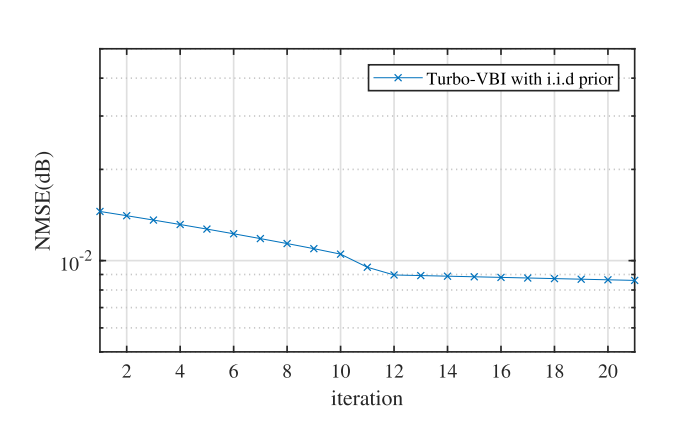 Turbo-VBI with i.i.d prior
NMSE(dB)
10-2
2 4 6 8 10 12 14 16 18 20
iteration